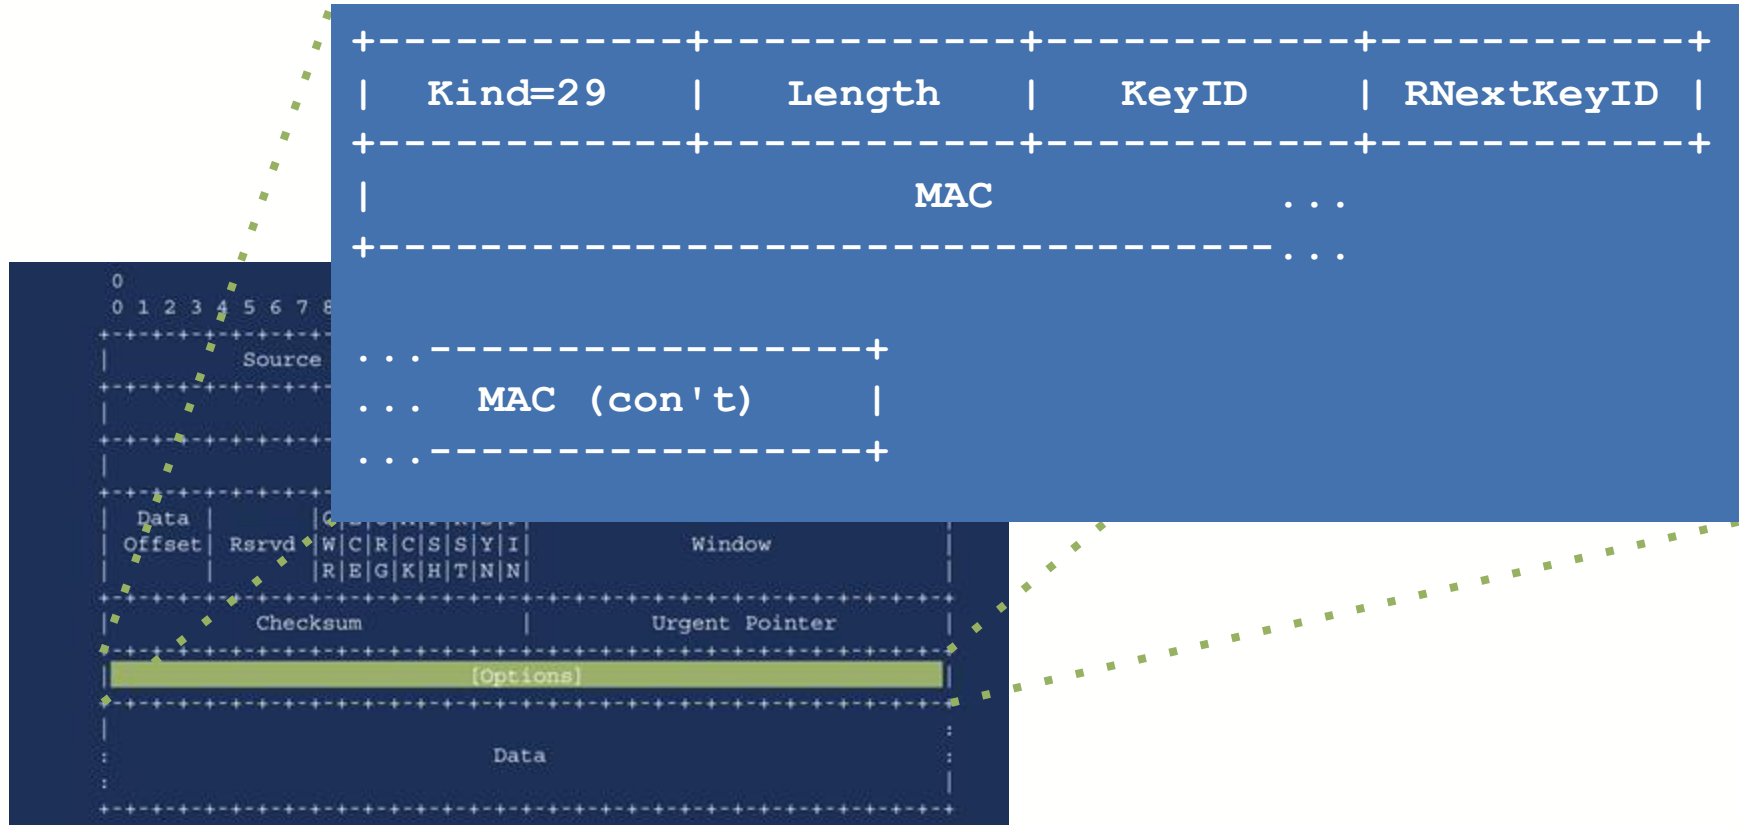 +------------+------------+------------+------------+
| Kind=29 | Length | KeyID | RNextKeyID |
+------------+------------+------------+------------+
| MAC ...
+-----------------------------------...
...-----------------+
... MAC (con't) |
...-----------------+
0
0 1 2 3 4 5 6 7
| Source
| Data | 
Offset| Rsrvd |W|C|R|C|S|S|Y|I| Window |
| | |R|E|G|K|H|T|N|N| |
| Checksum | Urgent Pointer |
| [Options] |
: Data :